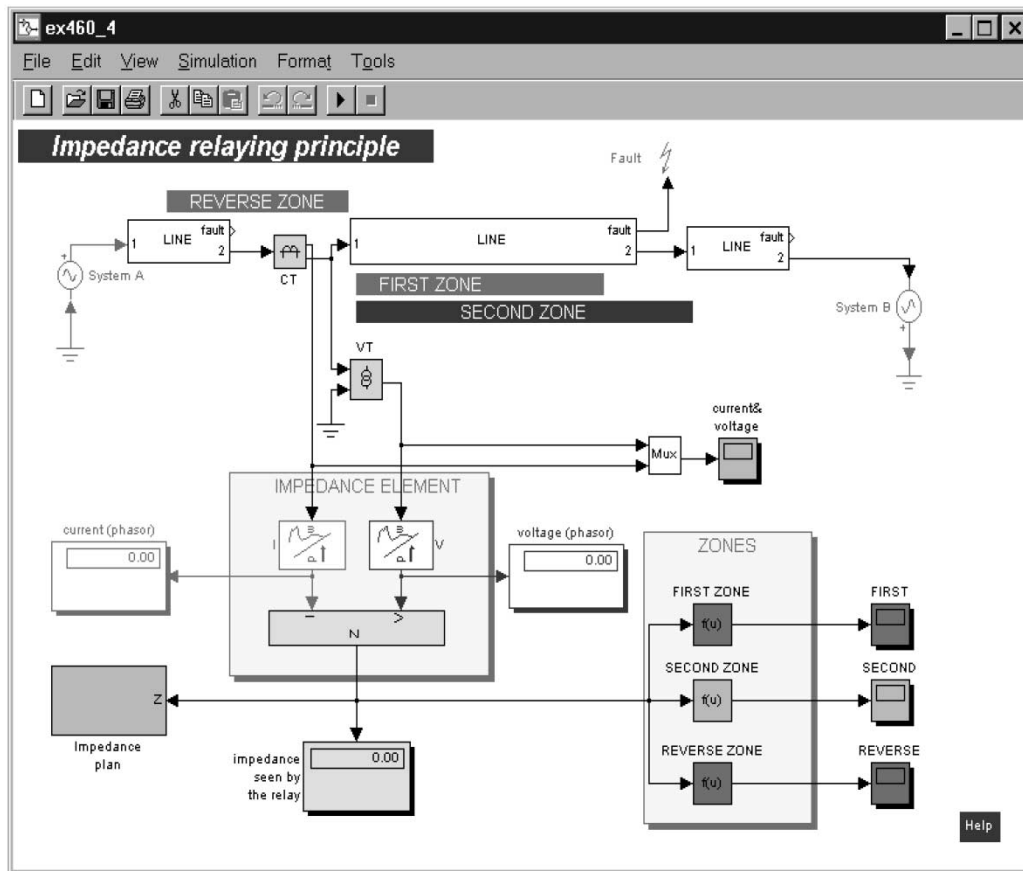 ex460_4
File Edit View Simulation Format Tools
Impedance relaying principle
Fault
REVERSE ZONE
fault
1 LINE
2
CT
System A
+
fault
1 LINE
2
fault
1 LINE
2
FIRST ZONE
SECOND ZONE
System B
+
VT
current&
voltage
Mux
IMPEDANCE ELEMENT
current (phasor)
0.00
I
V
voltage (phasor)
0.00
I V
Z
ZONES
FIRST ZONE
f(u)
FIRST
SECOND ZONE
f(u)
SECOND
REVERSE ZONE
f(u)
REVERSE
Z
Impedance
plan
impedance
seen by
the relay
0.00
Help